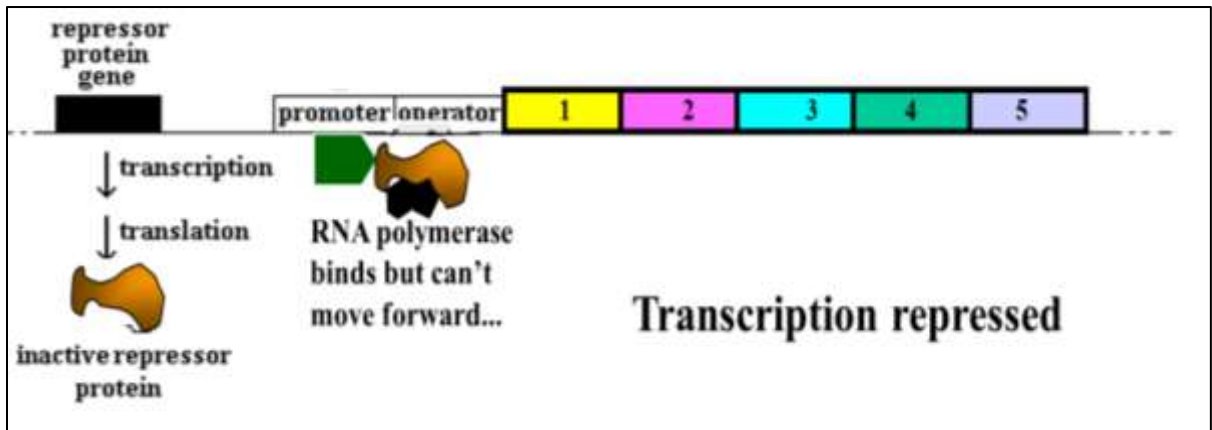 repressor
protein
gene
promoter operator
1 2 3 4 5
transcription
translation
RNA polymerase
binds but can't
move forward...
Transcription repressed
inactive repressor
protein